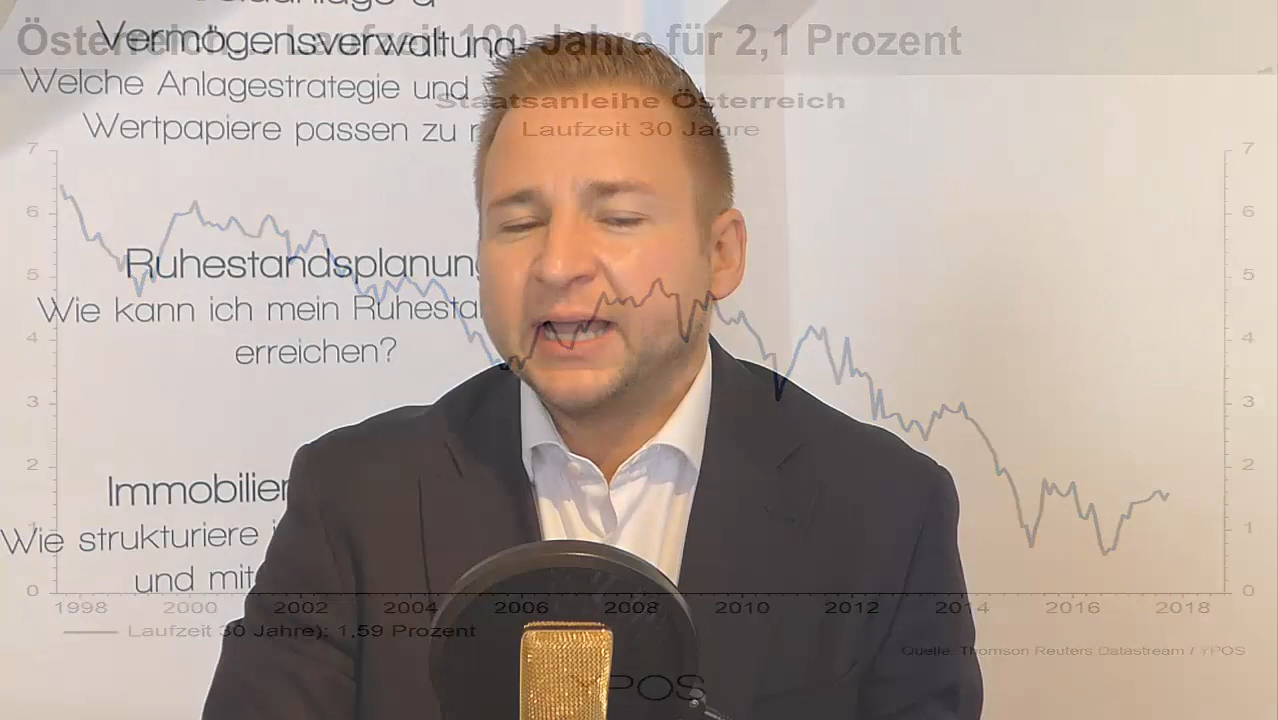 Vermögensverwaltung
Welche Anlagestrategie und
Wertpapiere passen zu
Ruhestandsplanung
Wie kann ich mein
erreichen?
Immobilien
Wie strukturiere
und
Österreich Laufzeit 100 Jahre für 2,1 Prozent
Staatsanleihe Österreich
Laufzeit 30 Jahre
7 7
6 6
5 5
4 4
3 3
2 2
1 1
0 0
1998 2000 2002 2004 2006 2008 2010 2012 2014 2016 2018
Laufzeit 30 Jahre): 1,59 Prozent
Quelle: Thomson Reuters Datastream /
POS